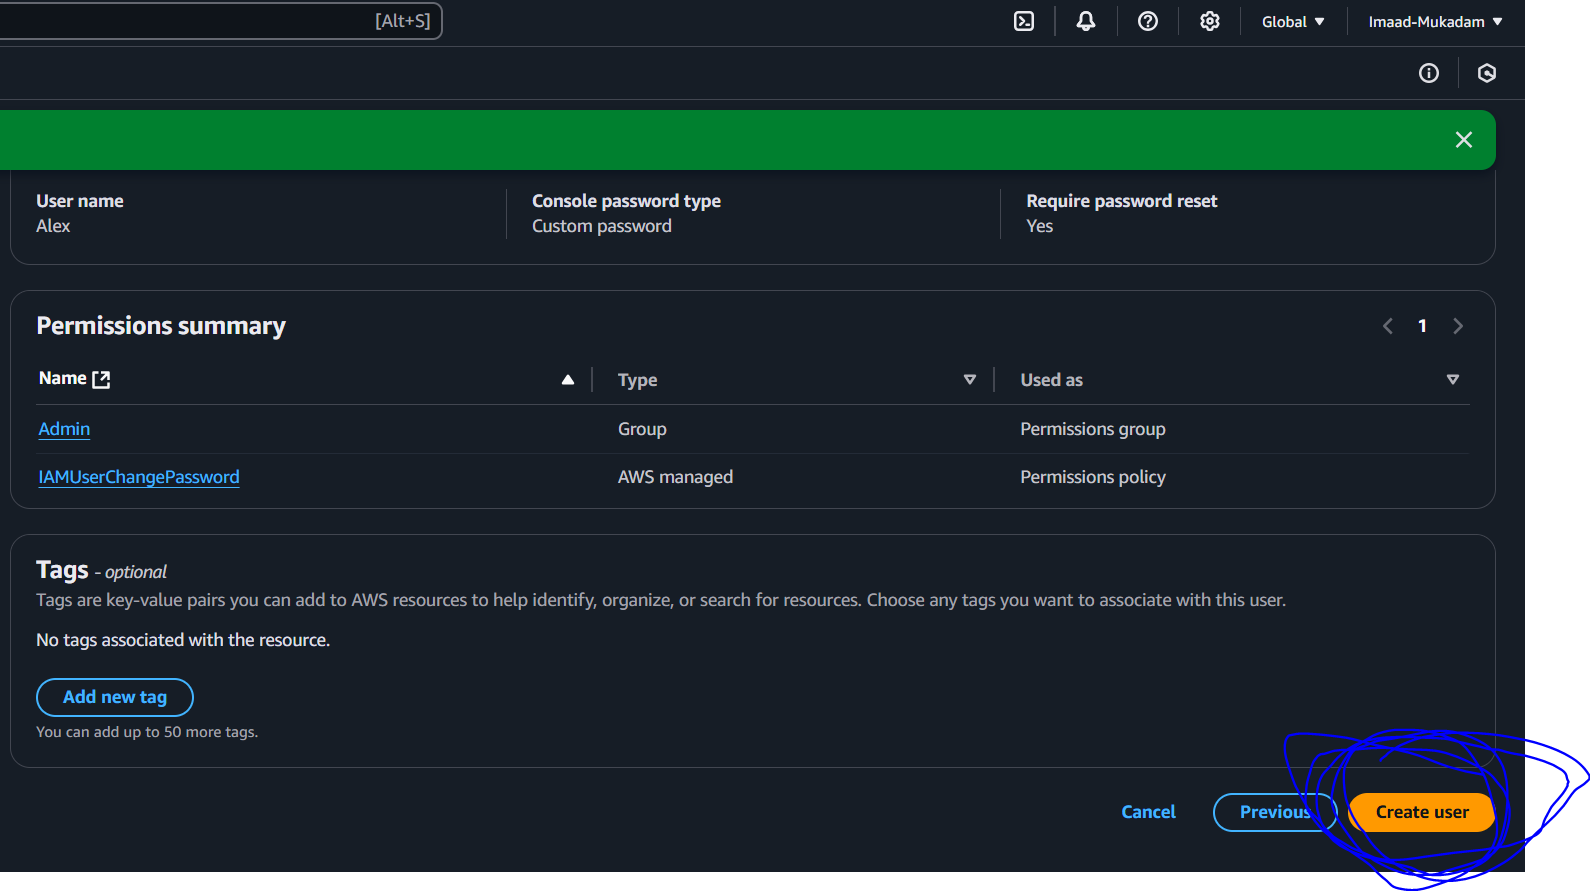 [Alt+S] Global Imaad-Mukadam
User name Console password type Require password reset
Alex Custom password Yes
Permissions summary 1
Name Type Used as
Admin Group Permissions group
IAMUserChangePassword AWS managed Permissions policy
Tags - optional
Tags are key-value pairs you can add to AWS resources to help identify, organize, or search for resources. Choose any tags you want to associate with this user.
No tags associated with the resource.
Add new tag
You can add up to 50 more tags.
Cancel Previous Create user